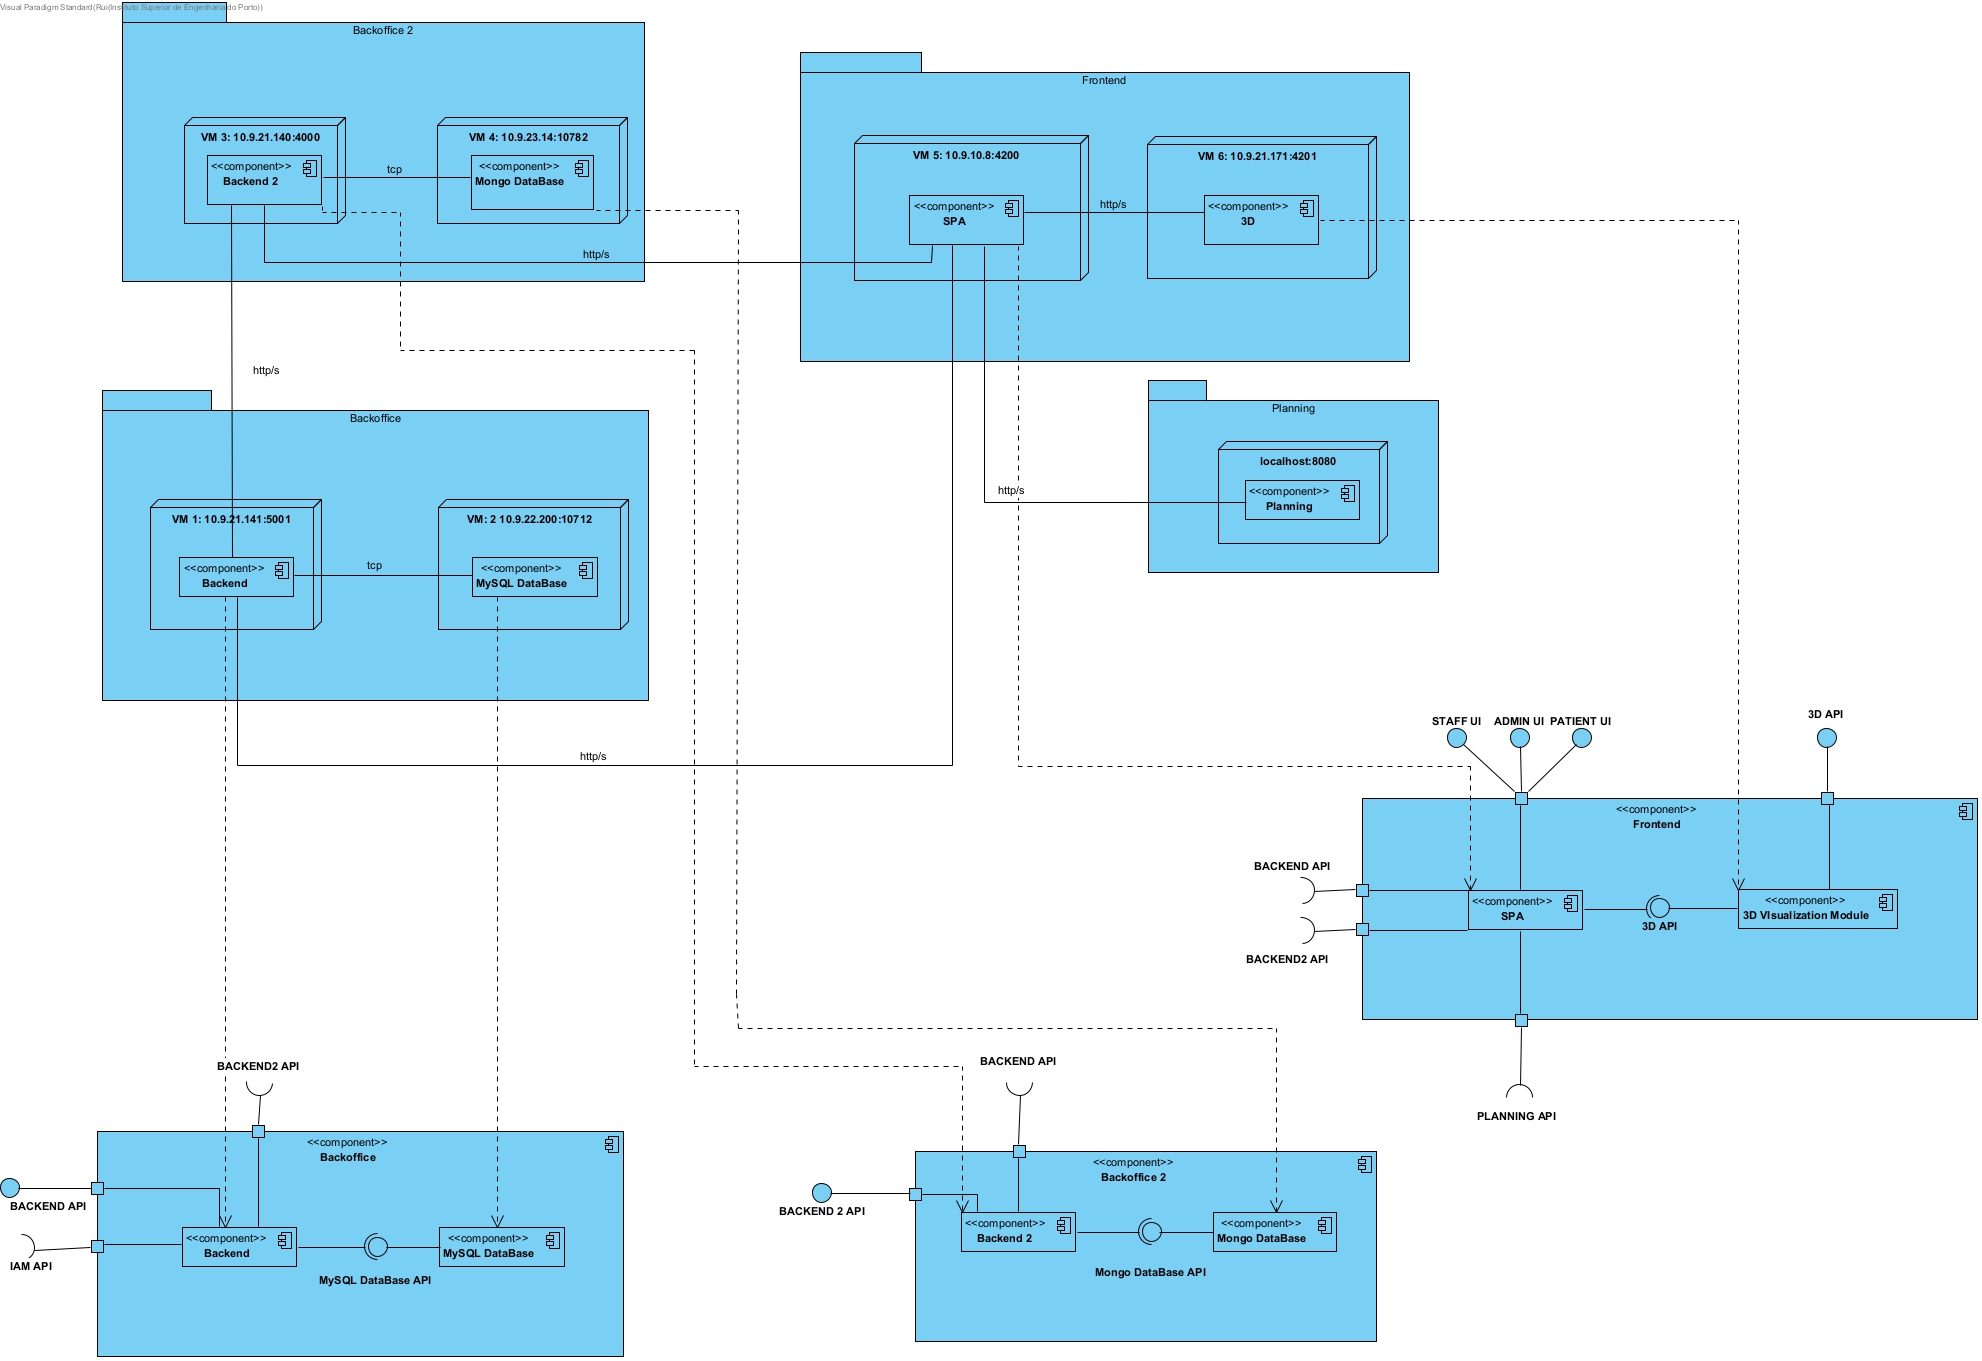 Visual Paradigm Standard(Rui(Instituto Superior de Engenharia do Porto))
Backoffice 2
VM 3: 10.9.21.140:4000
<<component>>
Backend 2
tcp
VM 4: 10.9.23.14:10782
<<component>>
Mongo DataBase
http/s
Frontend
VM 5: 10.9.10.8:4200
<<component>>
SPA
http/s
VM 6: 10.9.21.171:4201
<<component>>
3D
http/s
Backoffice
VM 1: 10.9.21.141:5001
<<component>>
Backend
tcp
VM: 2 10.9.22.200:10712
<<component>>
MySQL DataBase
http/s
Planning
localhost:8080
<<component>>
Planning
http/s
STAFF UI
ADMIN UI
PATIENT UI
3D API
<<component>>
Frontend
BACKEND API
BACKEND2 API
<<component>>
SPA
3D API
<<component>>
3D VIsualization Module
PLANNING API
BACKEND2 API
<<component>>
Backoffice
BACKEND API
IAM API
<<component>>
Backend
MySQL DataBase API
<<component>>
MySQL DataBase
BACKEND API
<<component>>
Backoffice 2
BACKEND 2 API
<<component>>
Backend 2
Mongo DataBase API
<<component>>
Mongo DataBase